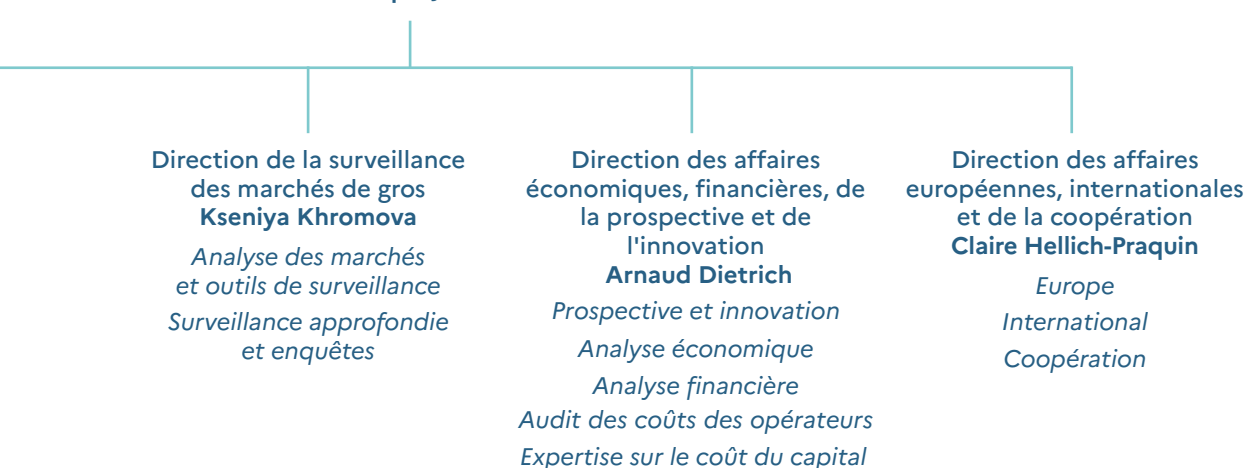 Direction de la surveillance
des marchés de gros
Kseniya Khromova
Analyse des marchés
et outils de surveillance
Surveillance approfondie
et enquêtes
Direction des affaires
économiques, financières, de
la prospective et de
l'innovation
Arnaud Dietrich
Prospective et innovation
Analyse économique
Analyse financière
Audit des coûts des opérateurs
Expertise sur le coût du capital
Direction des affaires
européennes, internationales
et de la coopération
Claire Hellich-Praquin
Europe
International
Coopération